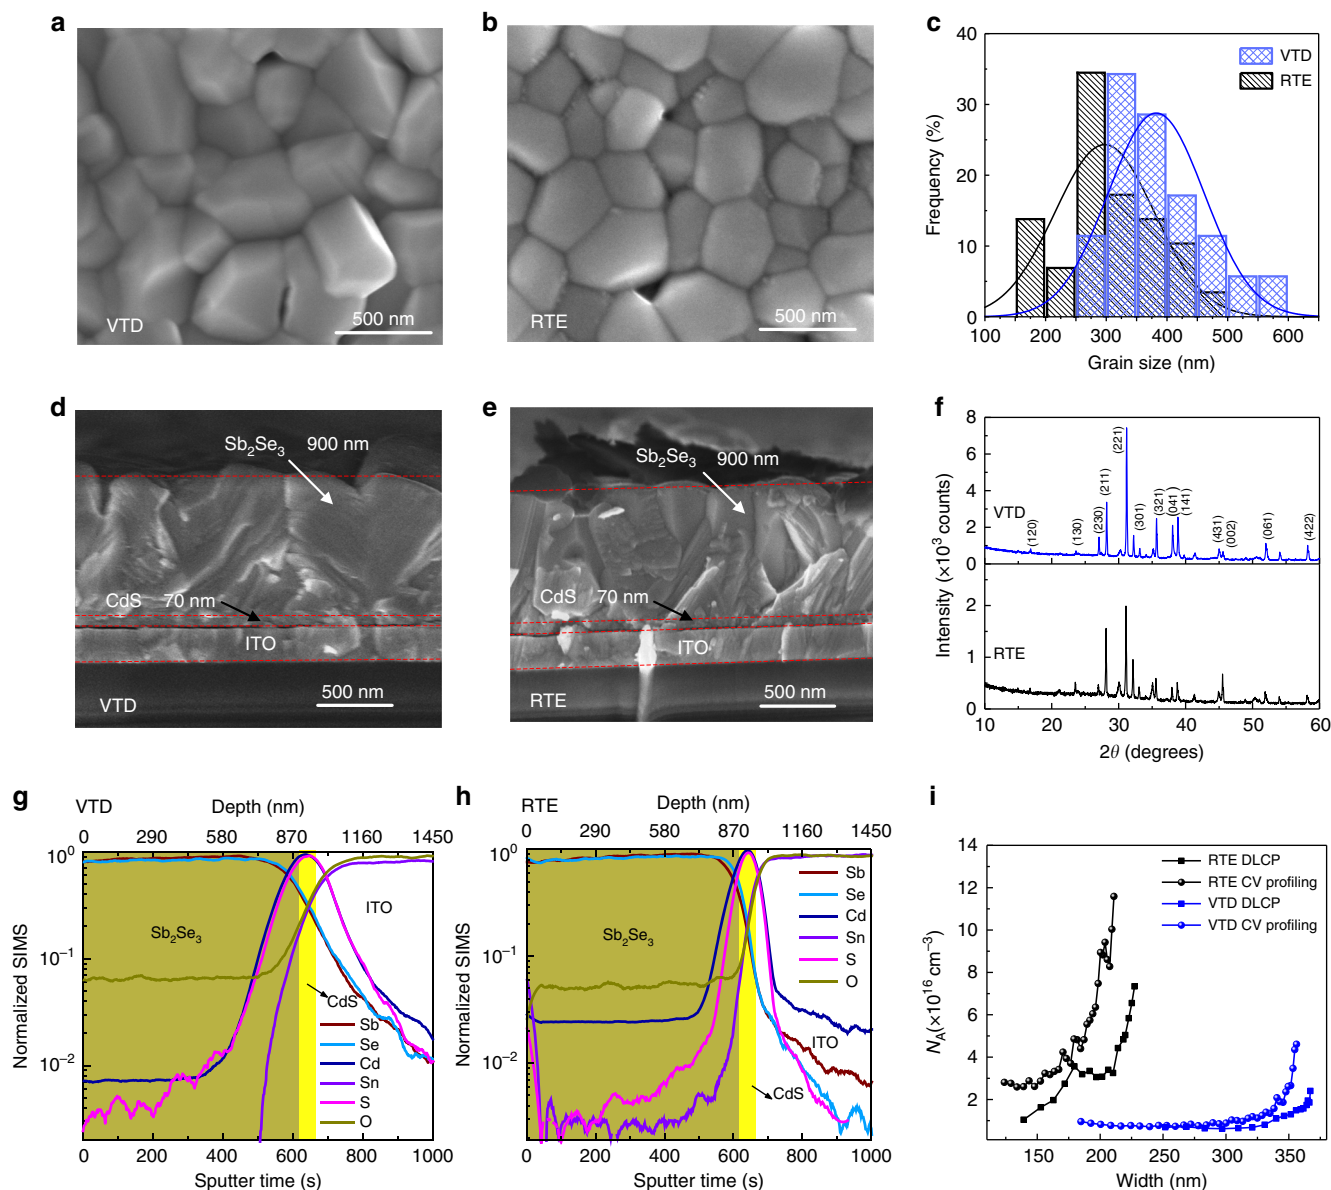 a
VTD
500 nm
b
RTE
500 nm
c
40
30
20
10
0
Frequency (%)
VTD
RTE
100 200 300 400 500 600
Grain size (nm)
d
Sb2Se3 900 nm
CdS 70 nm
ITO
VTD
500 nm
e
Sb2Se3 900 nm
CdS 70 nm
ITO
RTE
500 nm
f
8
6
4
2
0
2
1
0
Intensity (×10³ counts)
VTD
(120)
(130)
(230)
(211)
(221)
(301)
(321)
(041)
(141)
(431)
(002)
(061)
(422)
RTE
10 20 30 40 50 60
2θ (degrees)
g
VTD
Depth (nm)
0 290 580 870 1160 1450
10⁰
10⁻¹
10⁻²
Normalized SIMS
Sb2Se3
ITO
CdS
Sb
Se
Cd
Sn
S
O
0 200 400 600 800 1000
Sputter time (s)
h
RTE
Depth (nm)
0 290 580 870 1160 1450
10⁰
10⁻¹
10⁻²
Normalized SIMS
Sb
Se
Cd
Sn
S
O
Sb2Se3
ITO
CdS
0 200 400 600 800 1000
Sputter time (s)
i
14
12
10
8
6
4
2
NA(×10¹⁶ cm⁻³)
RTE DLCP
RTE CV profiling
VTD DLCP
VTD CV profiling
150 200 250 300 350
Width (nm)